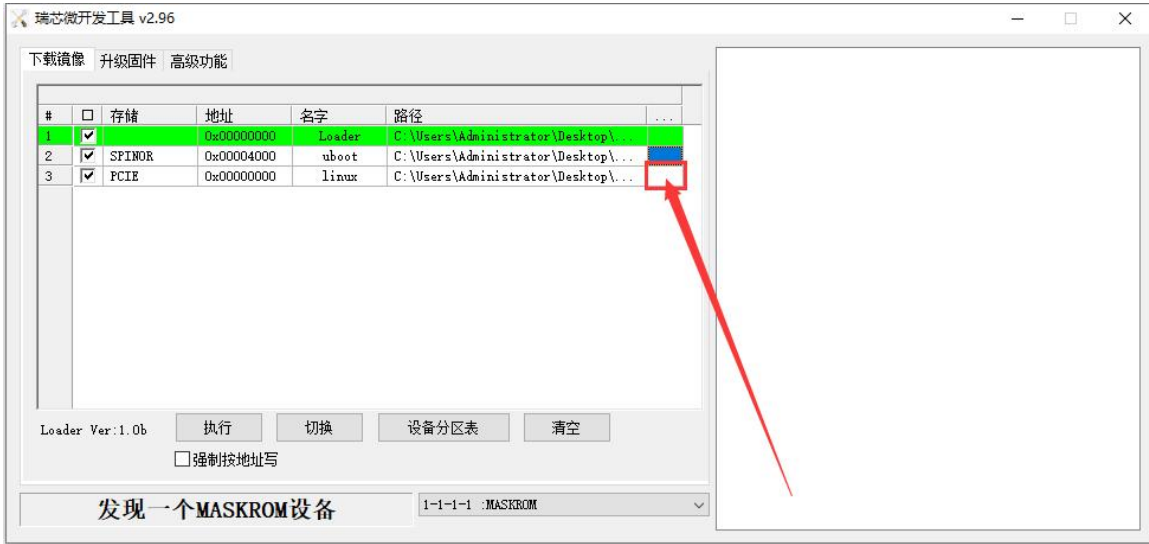 瑞芯微开发工具 v2.96
下载镜像 升级固件 高级功能
# 存储 地址 名字 路径 ...
1 0x00000000 Loader C:\Users\Administrator\Desktop\...
2 SPINOR 0x00004000 uboot C:\Users\Administrator\Desktop\...
3 PCIE 0x00000000 linux C:\Users\Administrator\Desktop\...
Loader Ver:1.0b 执行 切换 设备分区表 清空
强制按地址写
发现一个MASKROM设备 1-1-1-1 :MASKROM